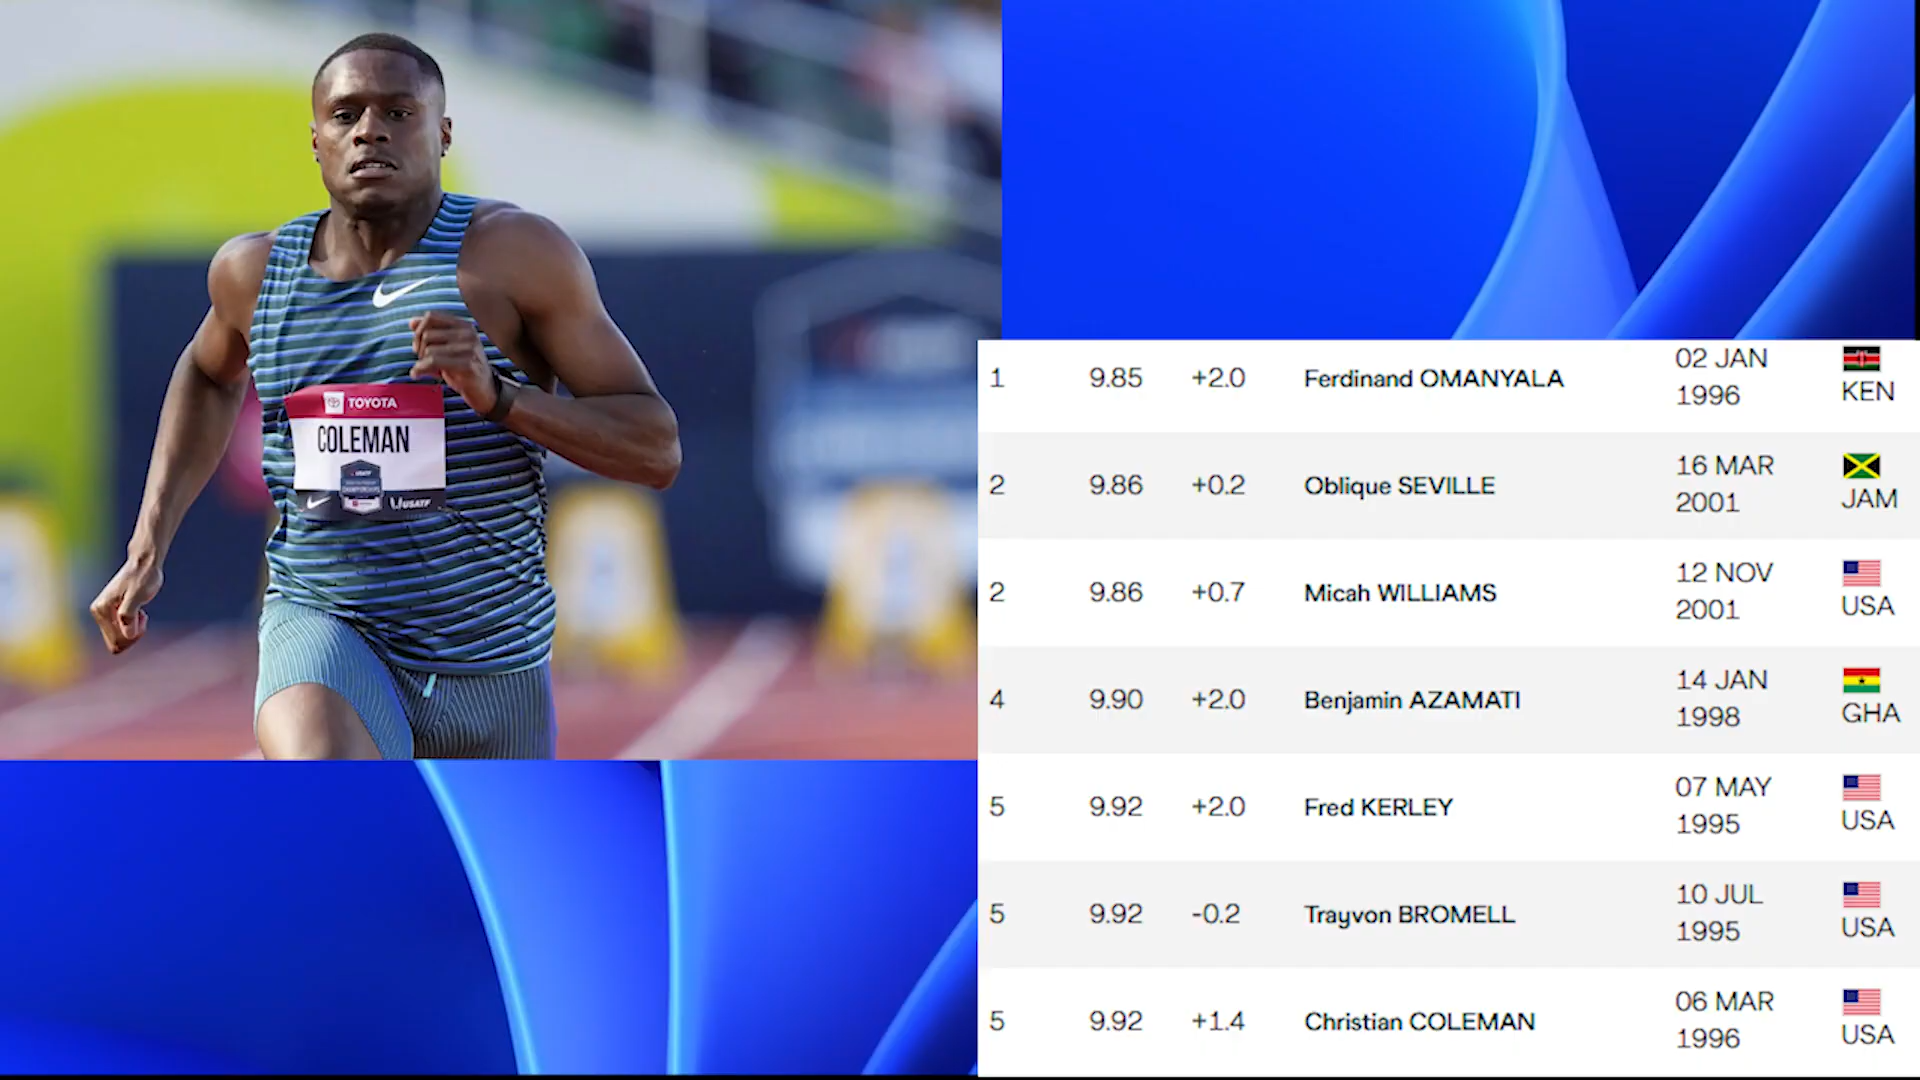 TOYOTA
COLEMAN
USATF
1 9.85 +2.0 Ferdinand OMANYALA 02 JAN 1996 KEN
2 9.86 +0.2 Oblique SEVILLE 16 MAR 2001 JAM
2 9.86 +0.7 Micah WILLIAMS 12 NOV 2001 USA
4 9.90 +2.0 Benjamin AZAMATI 14 JAN 1998 GHA
5 9.92 +2.0 Fred KERLEY 07 MAY 1995 USA
5 9.92 -0.2 Trayvon BROMELL 10 JUL 1995 USA
5 9.92 +1.4 Christian COLEMAN 06 MAR 1996 USA